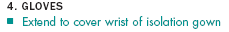 4. GLOVES
■ Extend to cover wrist of isolation gown